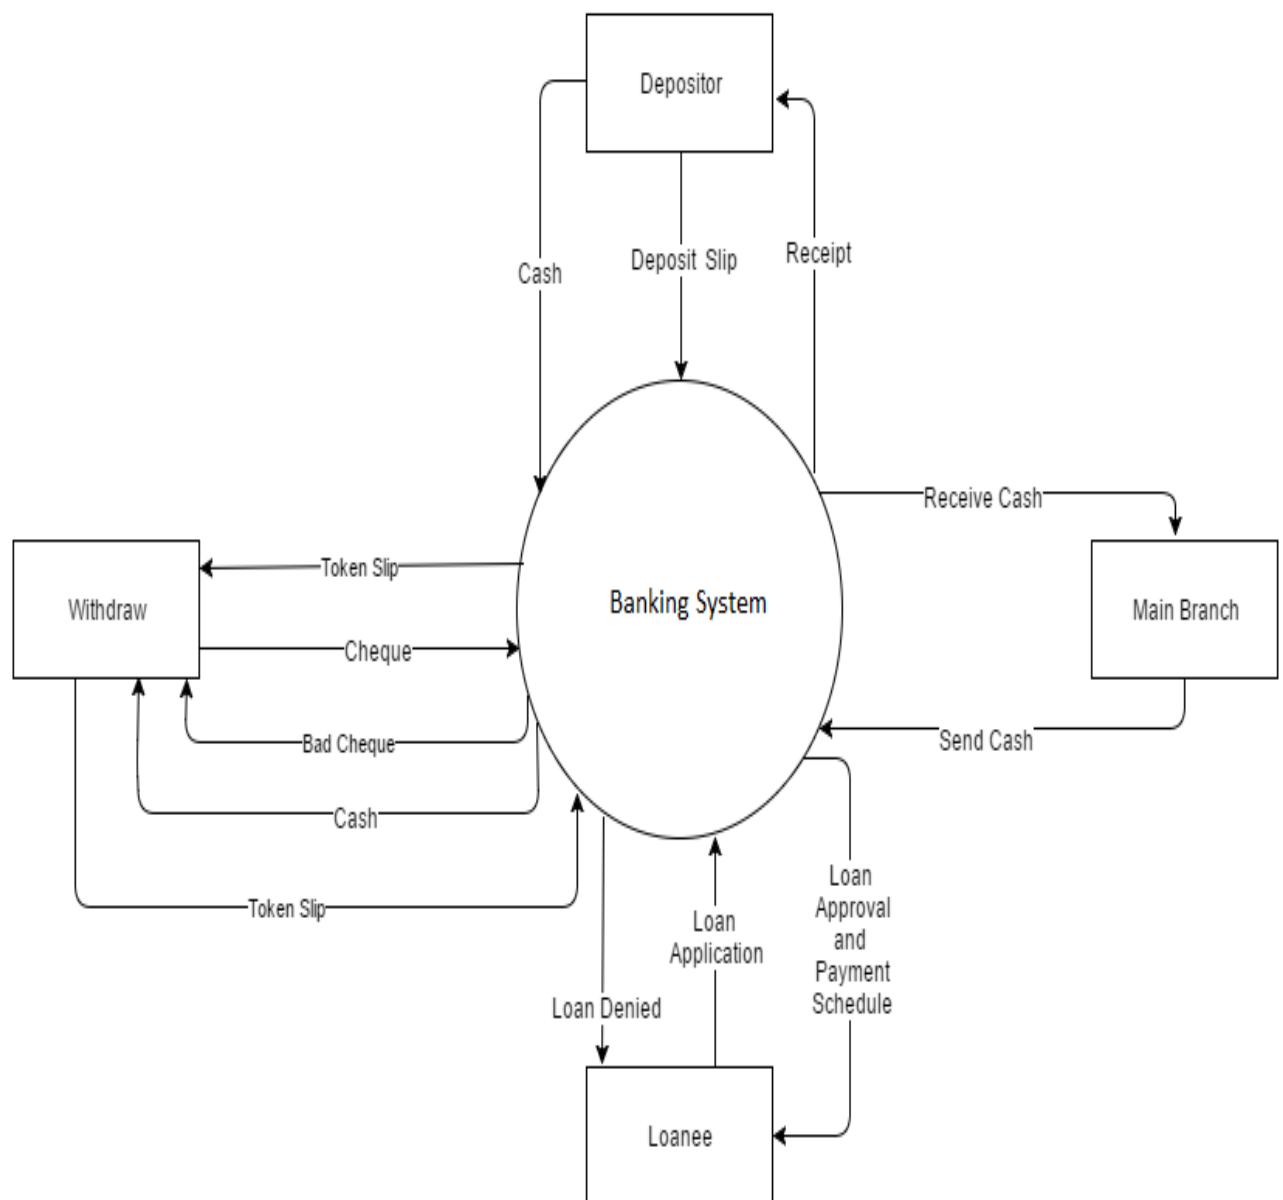 Depositor
Cash
Deposit Slip
Receipt
Receive Cash
Token Slip
Withdraw
Banking System
Main Branch
Cheque
Bad Cheque
Send Cash
Cash
Token Slip
Loan
Application
Loan
Approval
and
Payment
Schedule
Loan Denied
Loanee